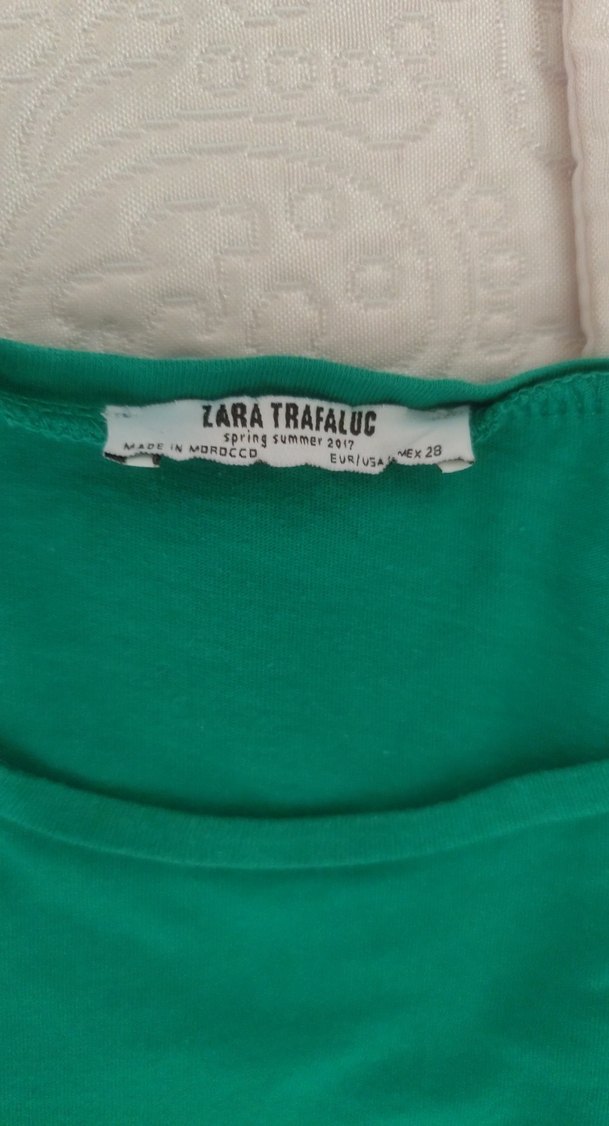 ZARA TRAFALUC
spring summer 2017
MADE IN MOROCCO
EUR/USA MEX 28